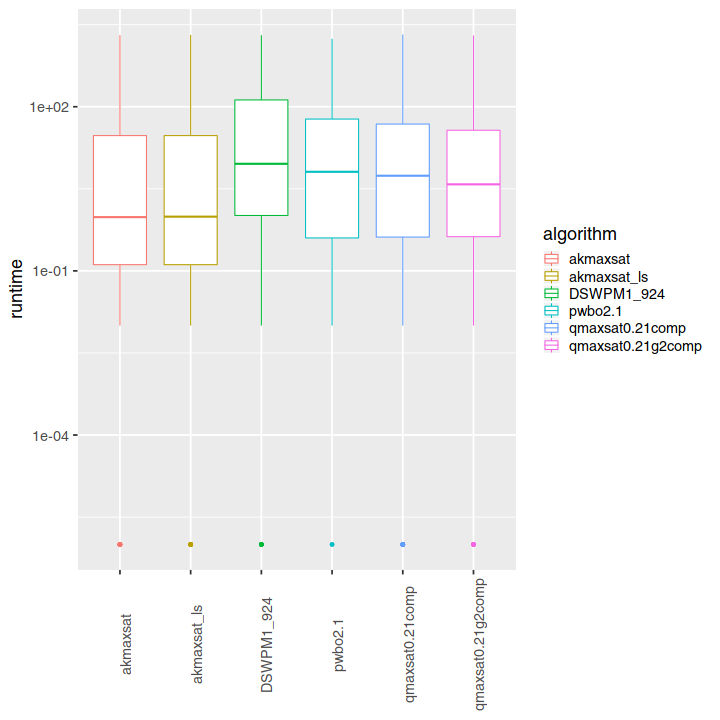 runtime
1e+02
1e-01
1e-04
akmaxsat
akmaxsat_ls
DSWPM1_924
pwbo2.1
qmaxsat0.21comp
qmaxsat0.21g2comp
algorithm
akmaxsat
akmaxsat_ls
DSWPM1_924
pwbo2.1
qmaxsat0.21comp
qmaxsat0.21g2comp